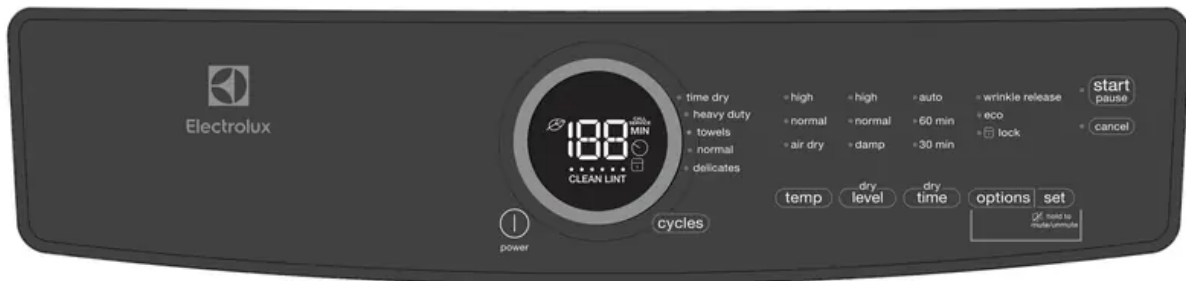 Electrolux
power
CALL
SERVICE
188
MIN
CLEAN LINT
time dry
heavy duty
towels
normal
delicates
cycles
high
normal
air dry
temp
high
normal
damp
dry
level
auto
60 min
30 min
dry
time
wrinkle release
eco
lock
options
set
hold to
mute/unmute
start
pause
cancel